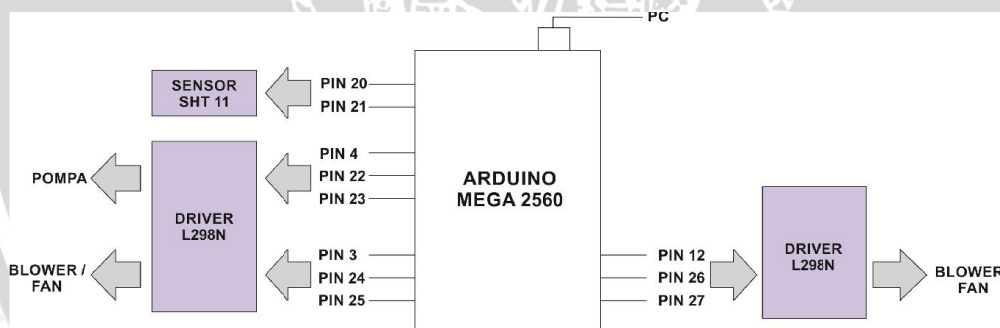 PC
SENSOR
SHT 11
PIN 20
PIN 21
POMPA
DRIVER
L298N
PIN 4
PIN 22
PIN 23
BLOWER /
FAN
PIN 3
PIN 24
PIN 25
ARDUINO
MEGA 2560
PIN 12
PIN 26
PIN 27
DRIVER
L298N
BLOWER
FAN